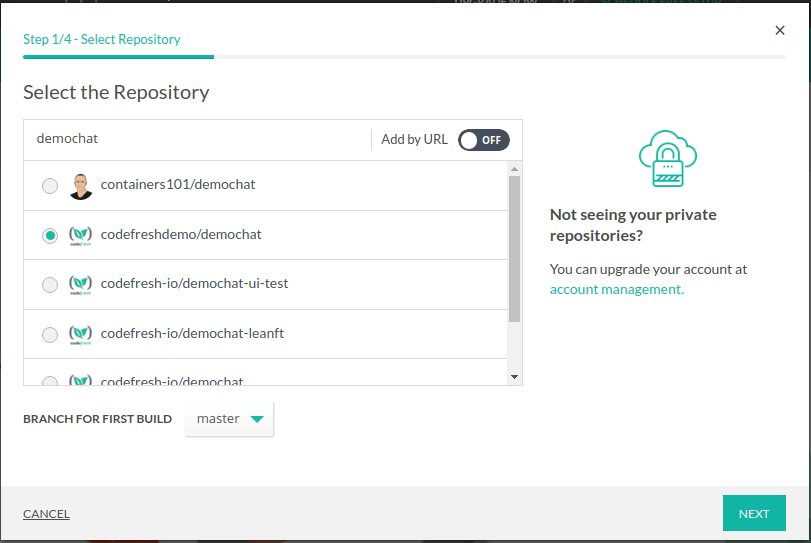 Step 1/4 - Select Repository
×
Select the Repository
demochat
Add by URL
OFF
containers101/demochat
codefreshdemo/demochat
codefresh-io/demochat-ui-test
codefresh-io/demochat-leanft
codefresh-io/demochat
Not seeing your private
repositories?
You can upgrade your account at
account management.
BRANCH FOR FIRST BUILD
master
CANCEL
NEXT